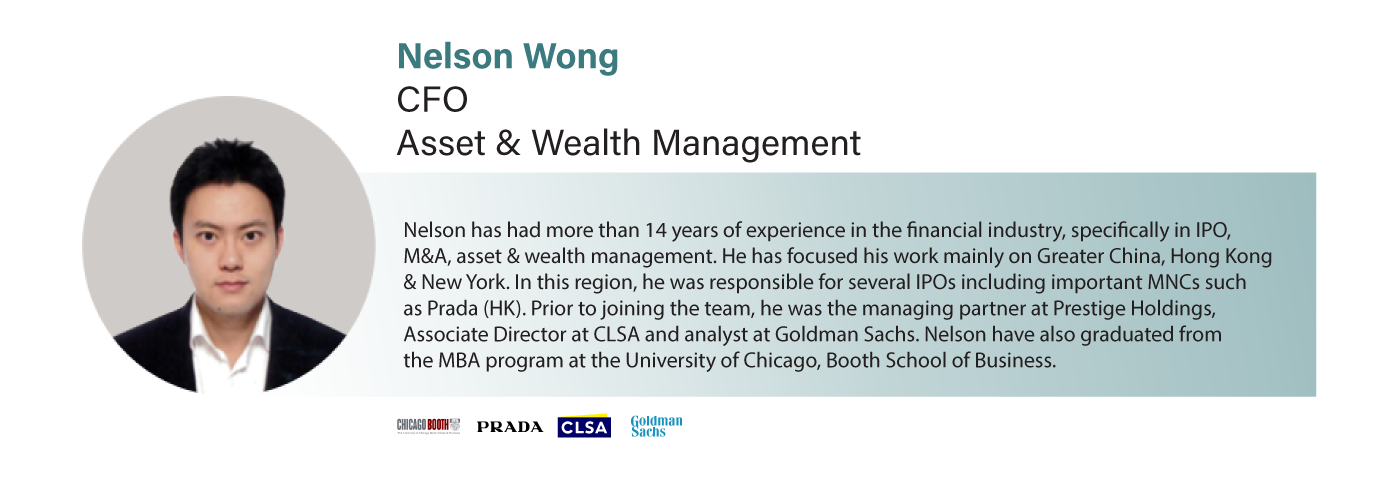 Nelson Wong
CFO
Asset & Wealth Management
Nelson has had more than 14 years of experience in the financial industry, specifically in IPO,
M&A, asset & wealth management. He has focused his work mainly on Greater China, Hong Kong
& New York. In this region, he was responsible for several IPOs including important MNCs such
as Prada (HK). Prior to joining the team, he was the managing partner at Prestige Holdings,
Associate Director at CLSA and analyst at Goldman Sachs. Nelson have also graduated from
the MBA program at the University of Chicago, Booth School of Business.
CHICAGO BOOTH PRADA CLSA Goldman
Sachs